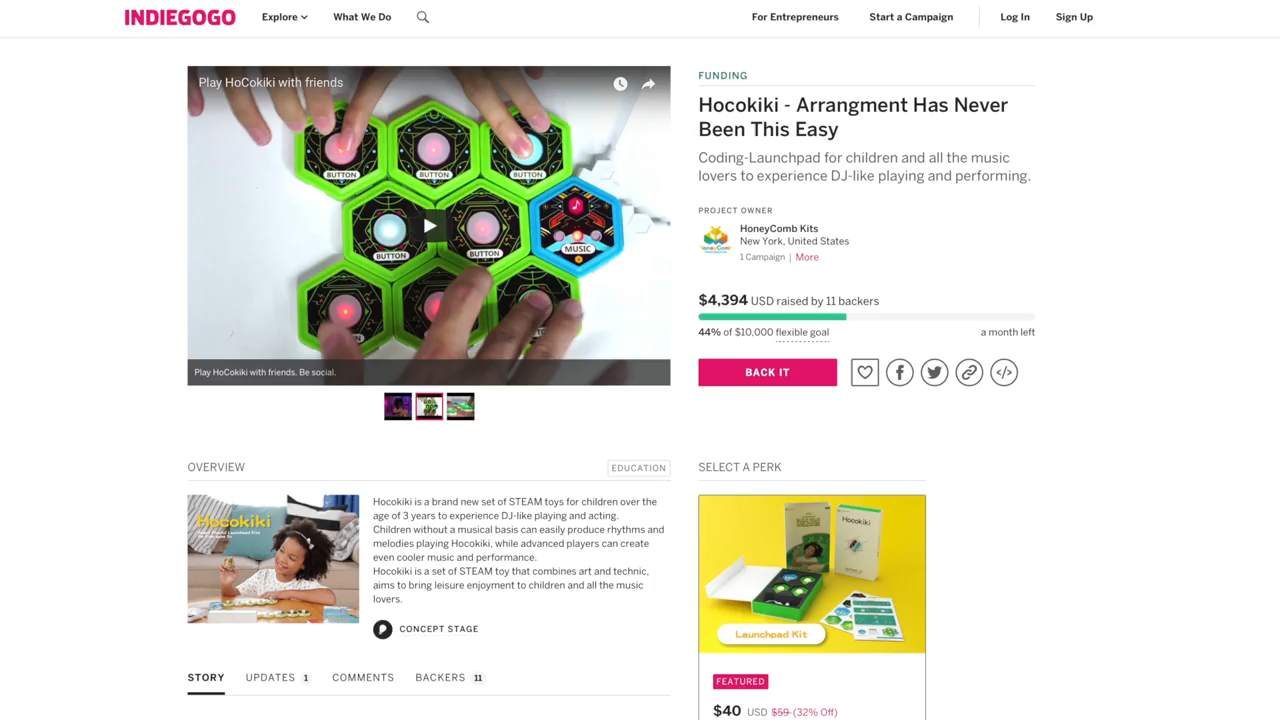 INDIEGOGO
Explore
What We Do
For Entrepreneurs
Start a Campaign
Log In
Sign Up
Play HoCokiki with friends
BUTTON
BUTTON
BUTTON
BUTTON
BUTTON
MUSIC
Play HoCokiki with friends. Be social.
FUNDING
Hocokiki - Arrangment Has Never
Been This Easy
Coding-Launchpad for children and all the music
lovers to experience DJ-like playing and performing.
PROJECT OWNER
HoneyComb Kits
New York, United States
1 Campaign | More
$4,394 USD raised by 11 backers
44% of $10,000 flexible goal
a month left
BACK IT
OVERVIEW
EDUCATION
Hocokiki
Hocokiki is a brand new set of STEAM toys for children over the
age of 3 years to experience DJ-like playing and acting.
Children without a musical basis can easily produce rhythms and
melodies playing Hocokiki, while advanced players can create
even cooler music and performance.
Hocokiki is a set of STEAM toy that combines art and technic,
aims to bring leisure enjoyment to children and all the music
lovers.
CONCEPT STAGE
STORY
UPDATES 1
COMMENTS
BACKERS 11
SELECT A PERK
Hocokiki
Launchpad Kit
FEATURED
$40 USD $59 (32% Off)